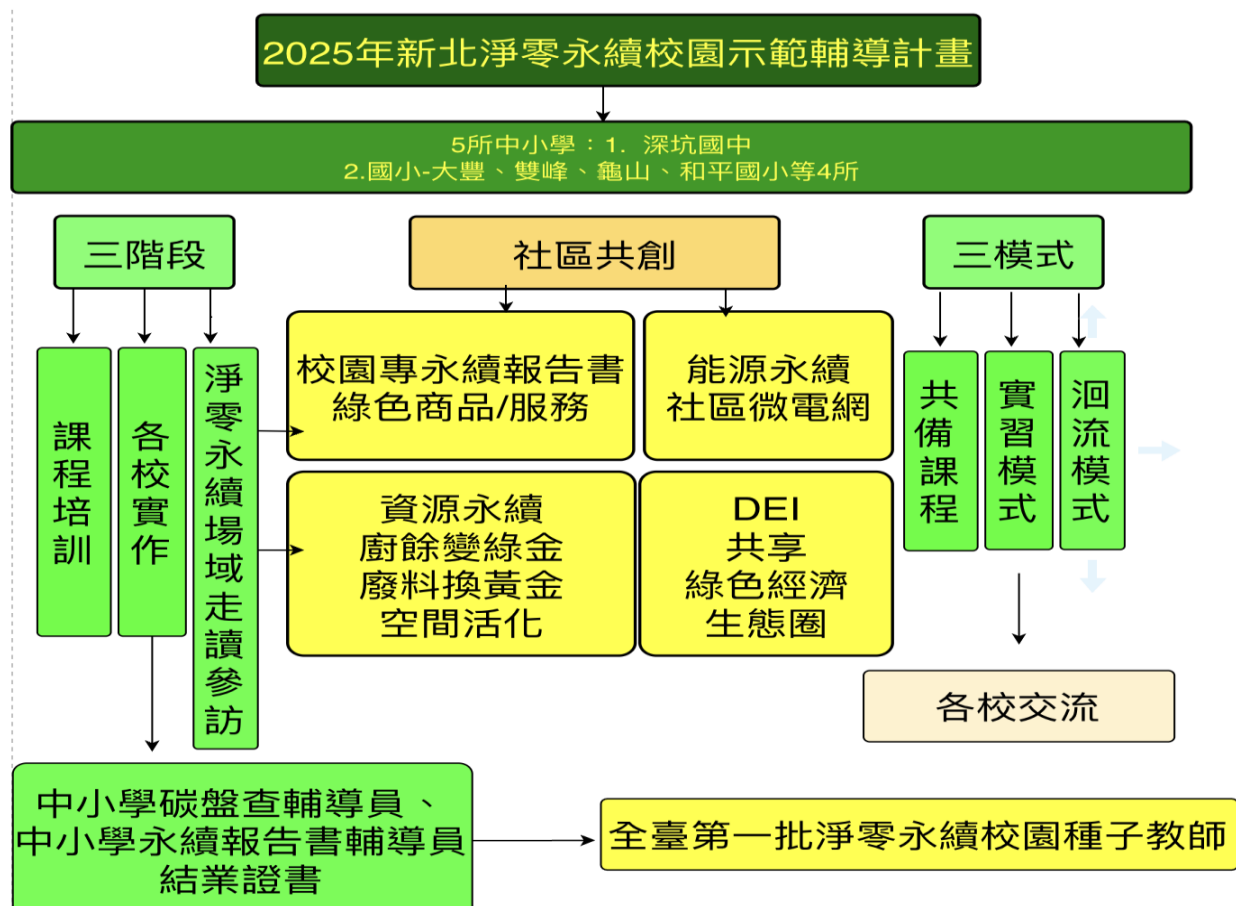 2025年新北淨零永續校園示範輔導計畫
5所中小學：1. 深坑國中
2.國小-大豐、雙峰、龜山、和平國小等4所
三階段
社區共創
三模式
課程培訓
各校實作
淨零永續場域走讀參訪
校園專永續報告書
綠色商品/服務
能源永續
社區微電網
資源永續
廚餘變綠金
廢料換黃金
空間活化
DEI
共享
綠色經濟
生態圈
共備課程
實習模式
洄流模式
各校交流
中小學碳盤查輔導員、
中小學永續報告書輔導員
結業證書
全臺第一批淨零永續校園種子教師